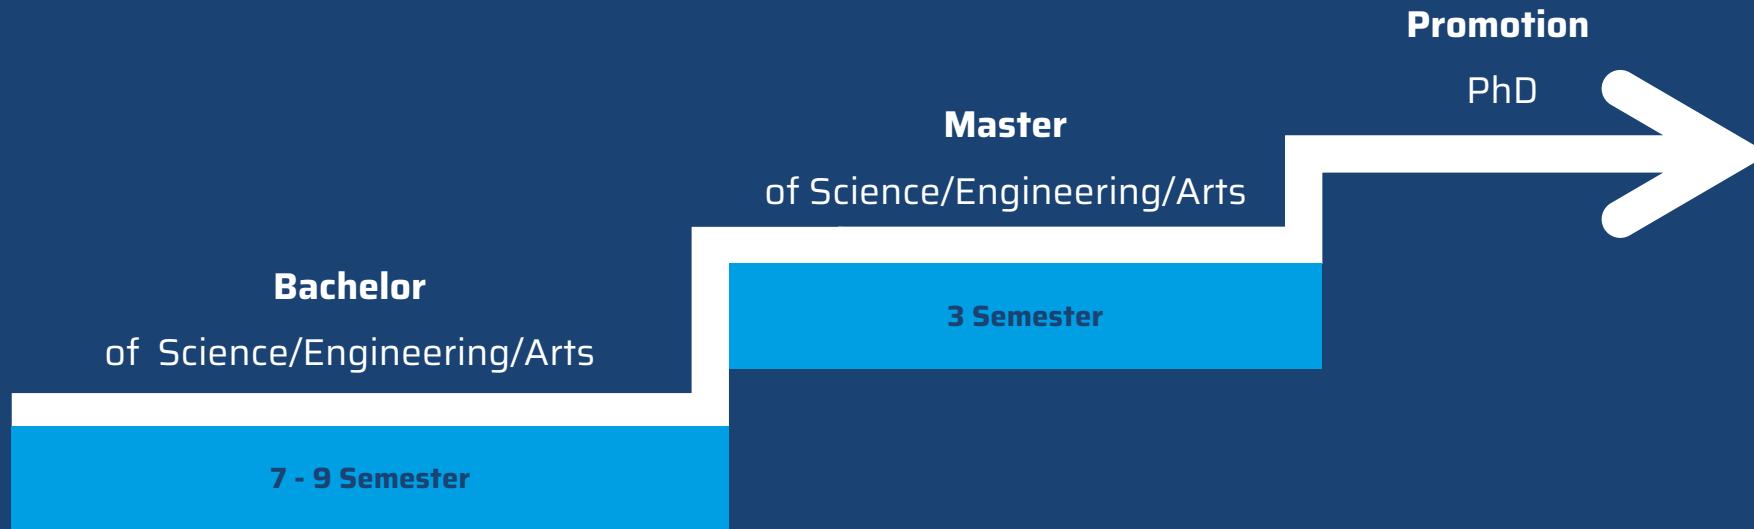 Promotion
PhD
Master
of Science/Engineering/Arts
3 Semester
Bachelor
of Science/Engineering/Arts
7 - 9 Semester